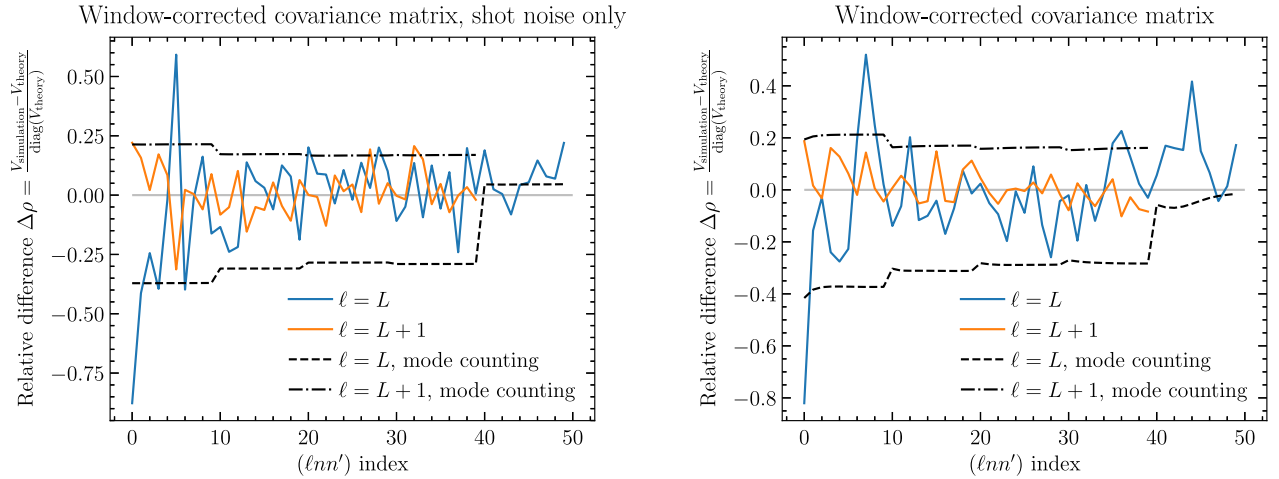 Window-corrected covariance matrix, shot noise only
Relative difference Δρ = (V_simulation − V_theory) / diag(V_theory)
0.50
0.25
0.00
−0.25
−0.50
−0.75
ℓ = L
ℓ = L + 1
ℓ = L, mode counting
ℓ = L + 1, mode counting
0 10 20 30 40 50
(ℓnn′) index
Window-corrected covariance matrix
Relative difference Δρ = (V_simulation − V_theory) / diag(V_theory)
0.4
0.2
0.0
−0.2
−0.4
−0.6
−0.8
ℓ = L
ℓ = L + 1
ℓ = L, mode counting
ℓ = L + 1, mode counting
0 10 20 30 40 50
(ℓnn′) index